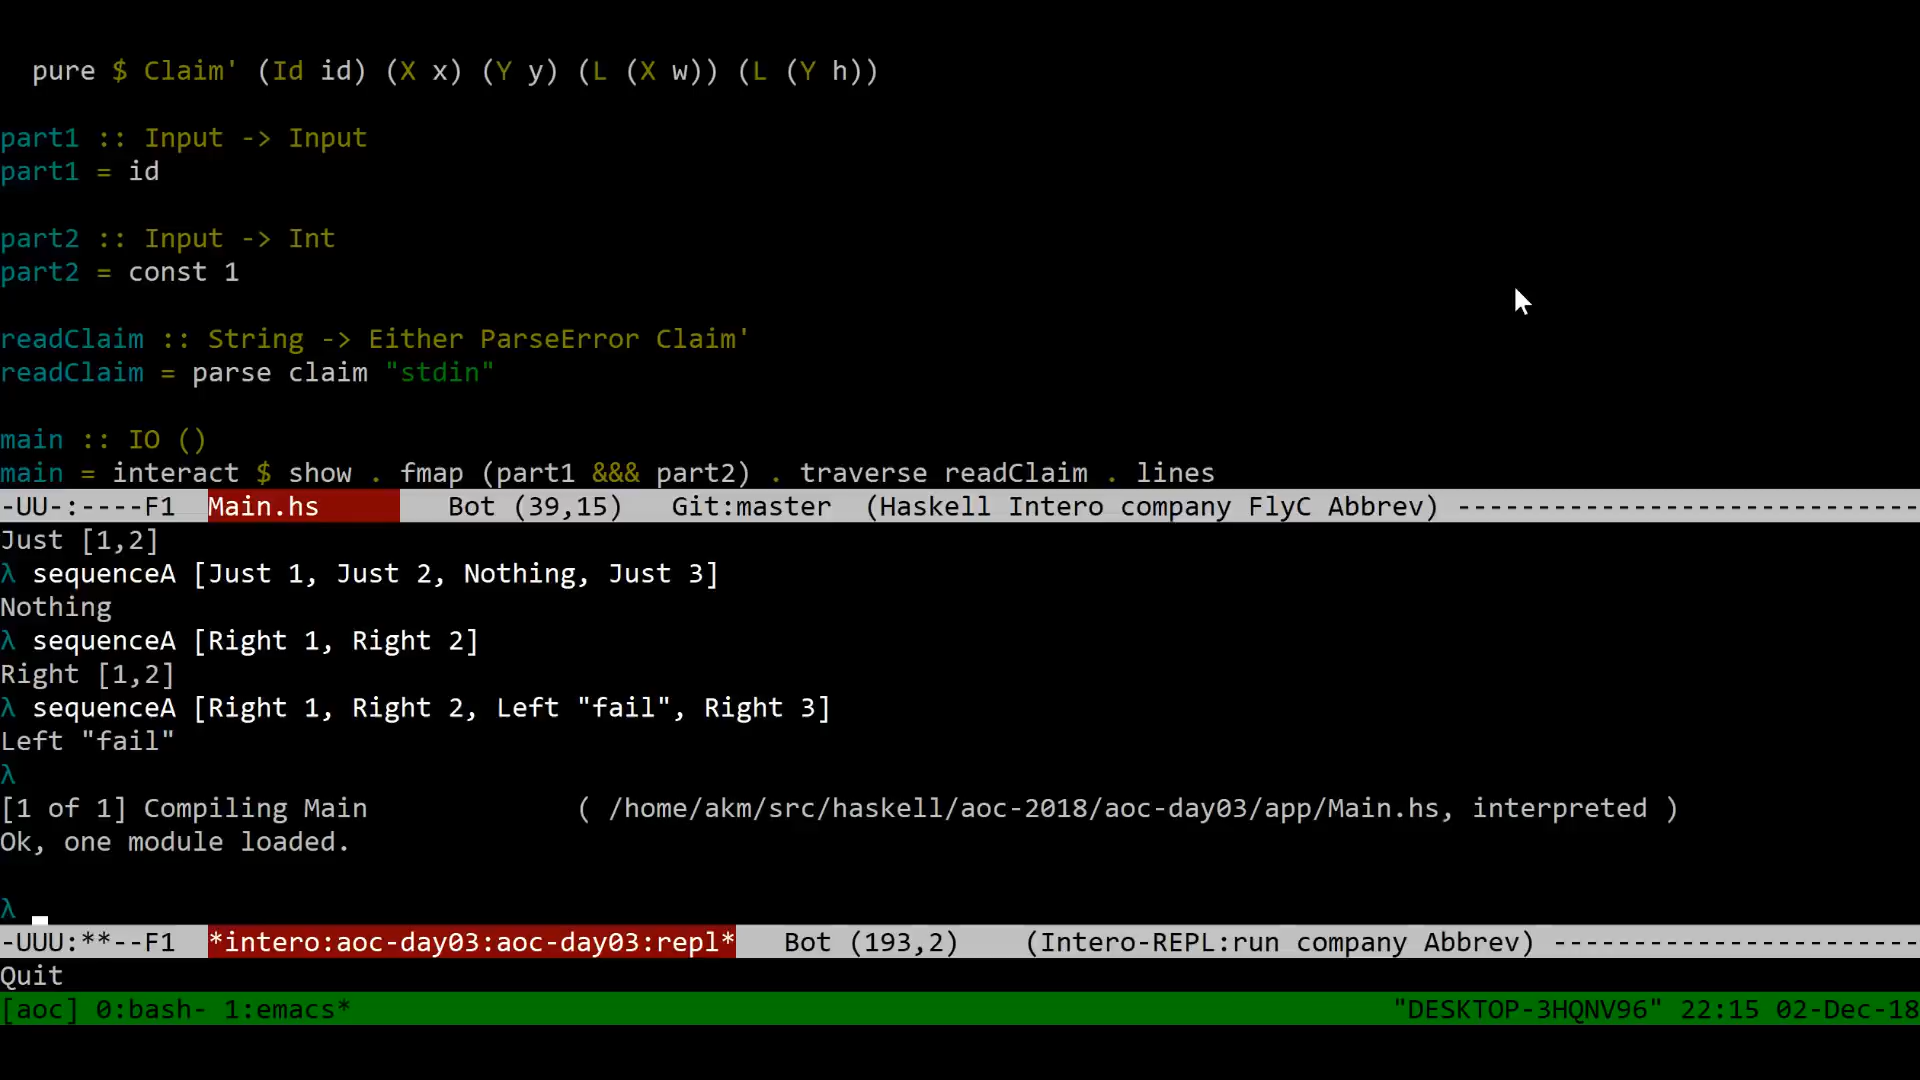 pure $ Claim' (Id id) (X x) (Y y) (L (X w)) (L (Y h))
part1 :: Input -> Input
part1 = id
part2 :: Input -> Int
part2 = const 1
readClaim :: String -> Either ParseError Claim'
readClaim = parse claim "stdin"
main :: IO ()
main = interact $ show . fmap (part1 &&& part2) . traverse readClaim . lines
-UU-:----F1  Main.hs        Bot (39,15)   Git:master  (Haskell Intero company FlyC Abbrev) -----------------------------
Just [1,2]
λ sequenceA [Just 1, Just 2, Nothing, Just 3]
Nothing
λ sequenceA [Right 1, Right 2]
Right [1,2]
λ sequenceA [Right 1, Right 2, Left "fail", Right 3]
Left "fail"
λ
[1 of 1] Compiling Main             ( /home/akm/src/haskell/aoc-2018/aoc-day03/app/Main.hs, interpreted )
Ok, one module loaded.
λ
-UUU:**--F1  *intero:aoc-day03:aoc-day03:repl*   Bot (193,2)    (Intero-REPL:run company Abbrev) -----------------------
Quit
[aoc] 0:bash- 1:emacs*                                                                 "DESKTOP-3HQNV96" 22:15 02-Dec-18